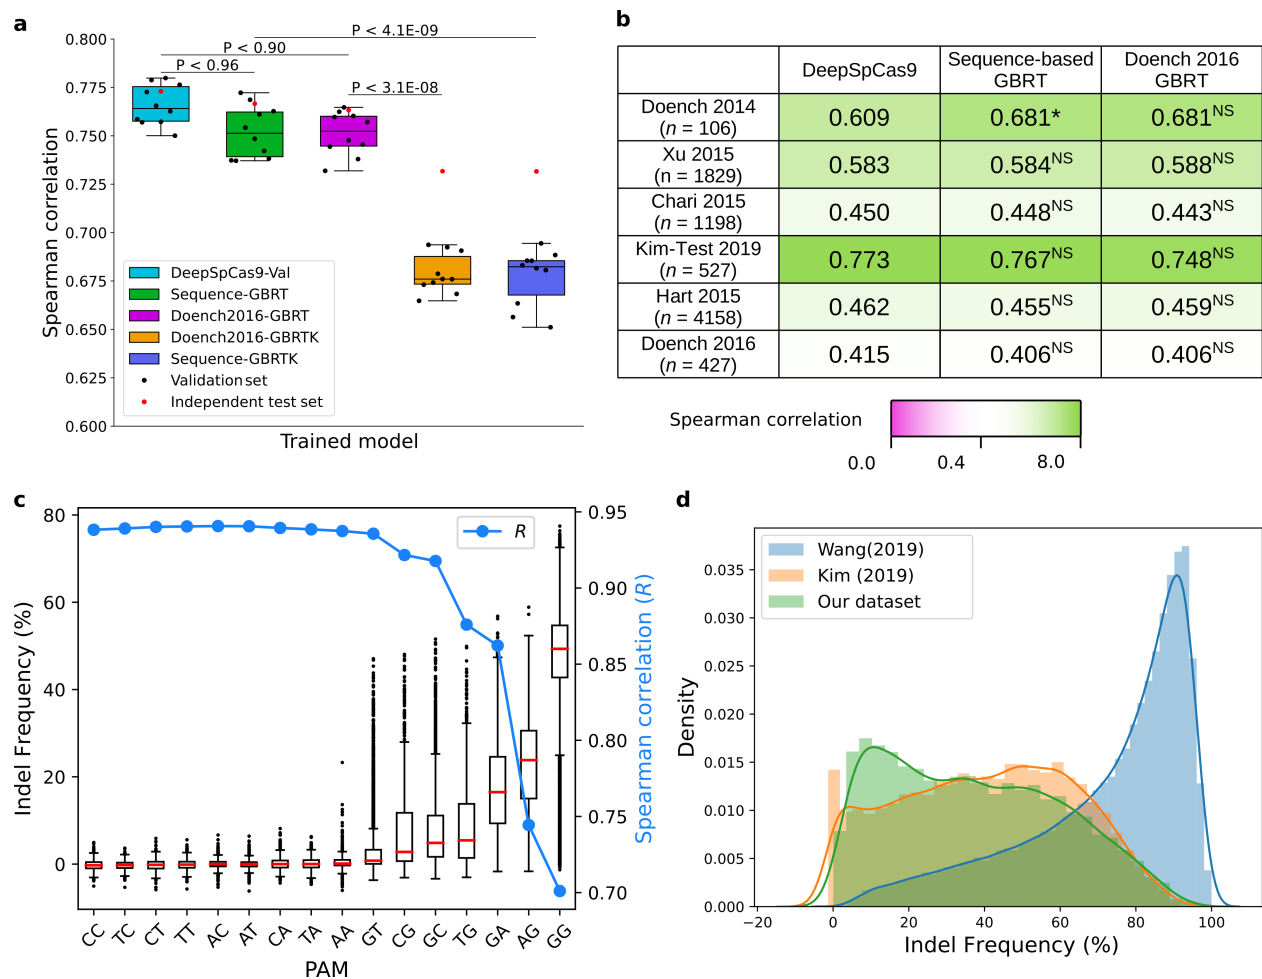 a
P < 4.1E-09
P < 0.90
P < 0.96
P < 3.1E-08
0.800
0.775
0.750
0.725
0.700
0.675
0.650
0.625
0.600
Spearman correlation
DeepSpCas9-Val
Sequence-GBRT
Doench2016-GBRT
Doench2016-GBRTK
Sequence-GBRTK
Validation set
Independent test set
Trained model
b
DeepSpCas9
Sequence-based
GBRT
Doench 2016
GBRT
Doench 2014
(n = 106)
0.609
0.681*
0.681NS
Xu 2015
(n = 1829)
0.583
0.584NS
0.588NS
Chari 2015
(n = 1198)
0.450
0.448NS
0.443NS
Kim-Test 2019
(n = 527)
0.773
0.767NS
0.748NS
Hart 2015
(n = 4158)
0.462
0.455NS
0.459NS
Doench 2016
(n = 427)
0.415
0.406NS
0.406NS
Spearman correlation
0.0
0.4
8.0
c
80
60
40
20
0
Indel Frequency (%)
R
0.95
0.90
0.85
0.80
0.75
0.70
Spearman correlation (R)
CC
TC
CT
TT
AC
AT
CA
TA
AA
GT
CG
GC
TG
GA
AG
GG
PAM
d
Wang(2019)
Kim (2019)
Our dataset
0.035
0.030
0.025
0.020
0.015
0.010
0.005
0.000
Density
−20
0
20
40
60
80
100
Indel Frequency (%)